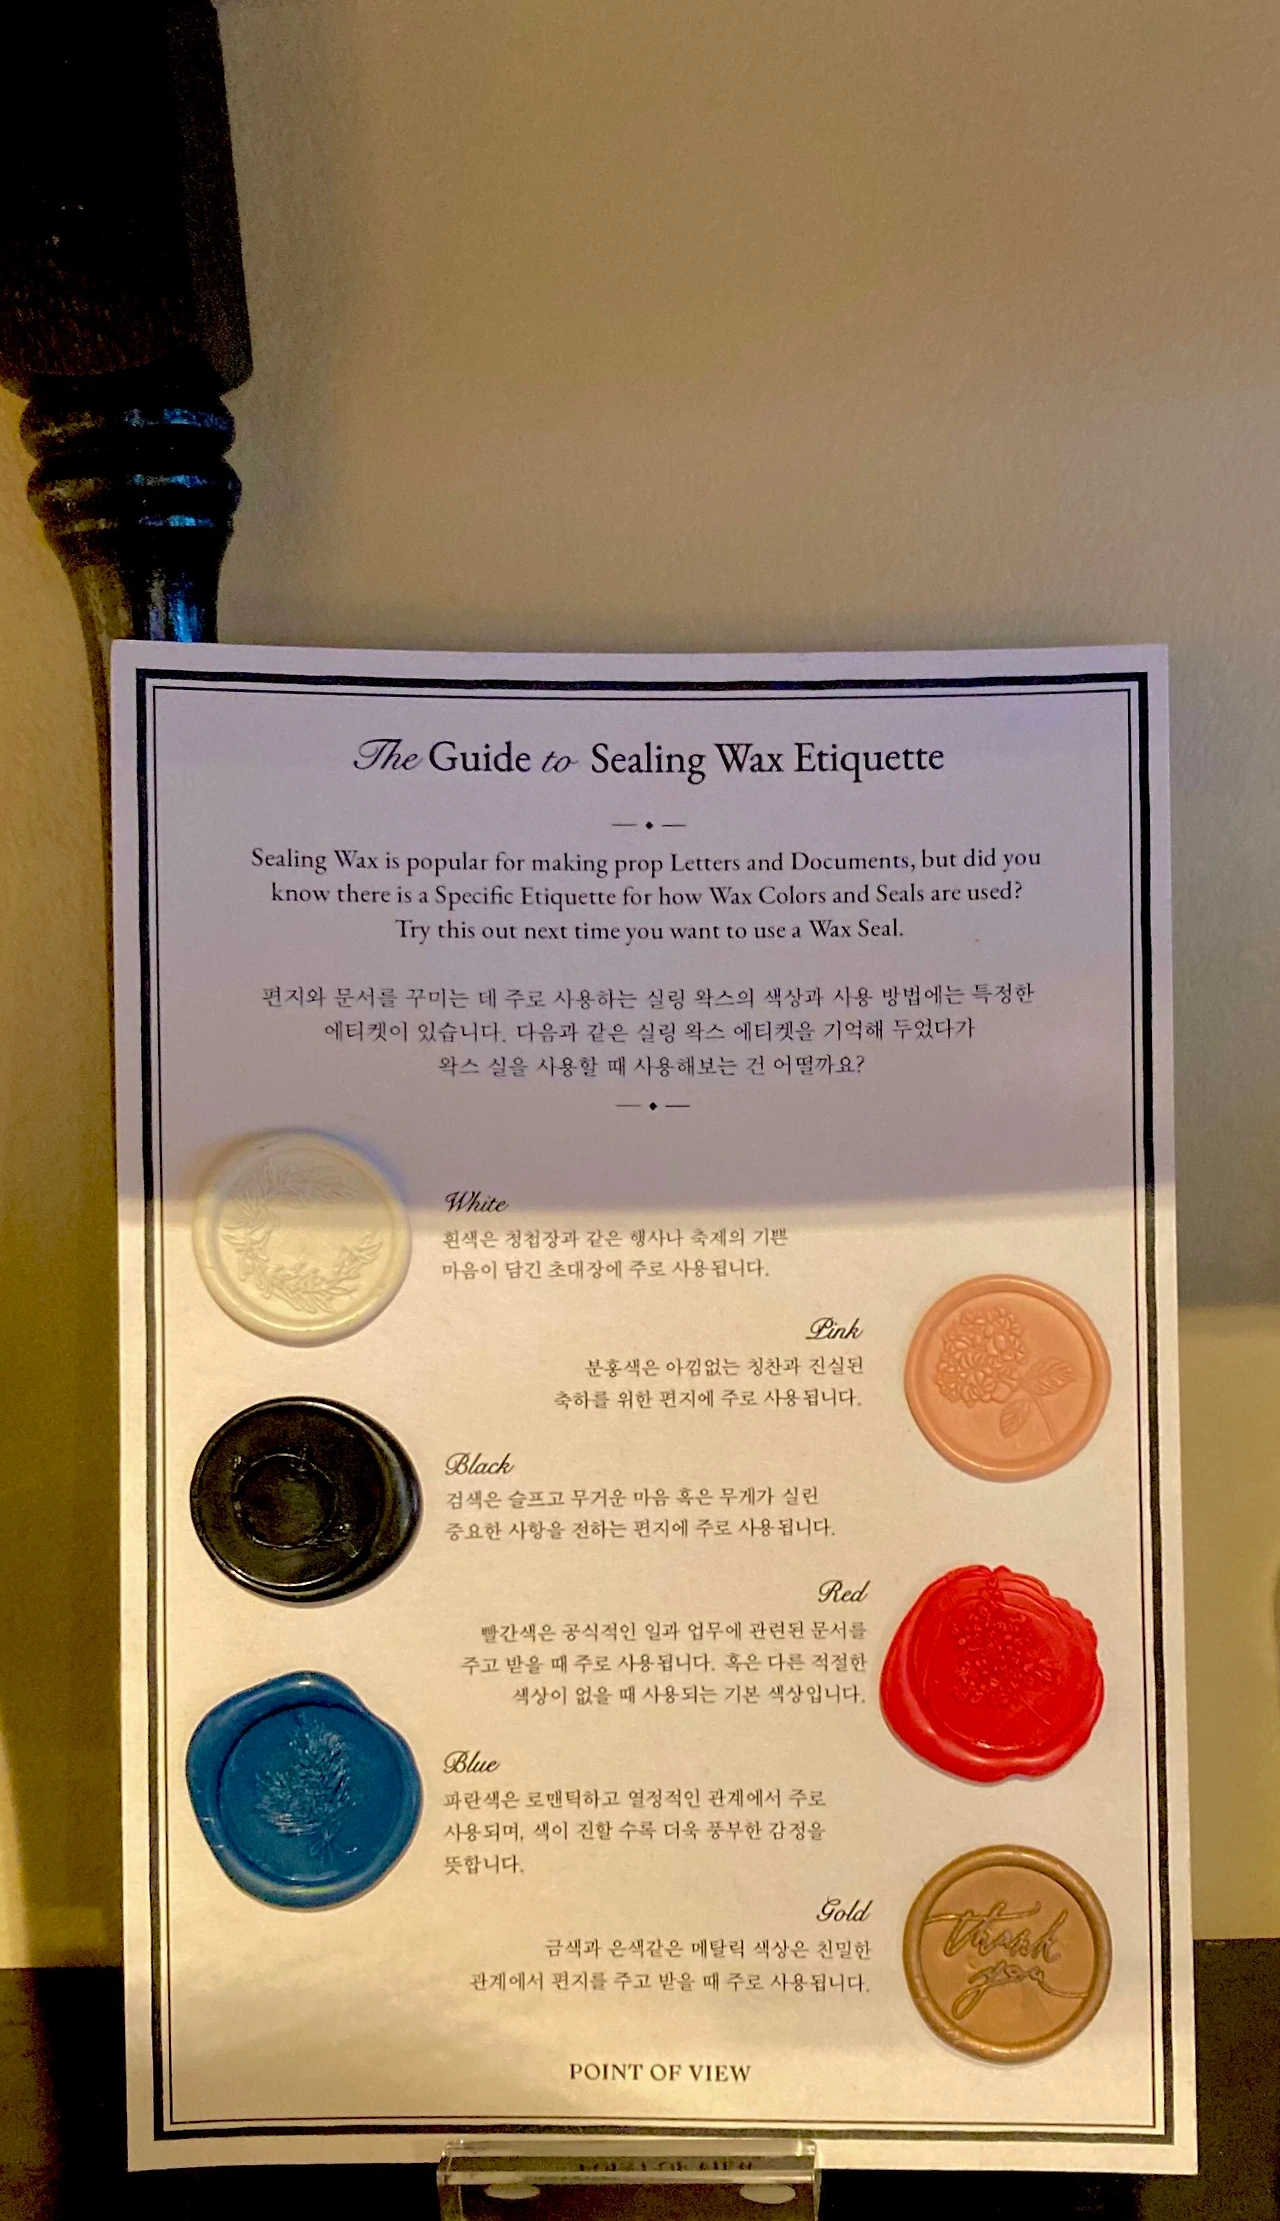 The Guide to Sealing Wax Etiquette
Sealing Wax is popular for making prop Letters and Documents, but did you
know there is a Specific Etiquette for how Wax Colors and Seals are used?
Try this out next time you want to use a Wax Seal.
편지와 문서를 꾸미는 데 주로 사용하는 실링 왁스의 색상과 사용 방법에는 특정한
에티켓이 있습니다. 다음과 같은 실링 왁스 에티켓을 기억해 두었다가
왁스 실을 사용할 때 사용해보는 건 어떨까요?
White
흰색은 청첩장과 같은 행사나 축제의 기쁜
마음이 담긴 초대장에 주로 사용됩니다.
Pink
분홍색은 아낌없는 칭찬과 진실된
축하를 위한 편지에 주로 사용됩니다.
Black
검색은 슬프고 무거운 마음 혹은 무게가 실린
중요한 사항을 전하는 편지에 주로 사용됩니다.
Red
빨간색은 공식적인 일과 업무에 관련된 문서를
주고 받을 때 주로 사용됩니다. 혹은 다른 적절한
색상이 없을 때 사용되는 기본 색상입니다.
Blue
파란색은 로맨틱하고 열정적인 관계에서 주로
사용되며, 색이 진할 수록 더욱 풍부한 감정을
뜻합니다.
Gold
금색과 은색같은 메탈릭 색상은 친밀한
관계에서 편지를 주고 받을 때 주로 사용됩니다.
thank
you
POINT OF VIEW